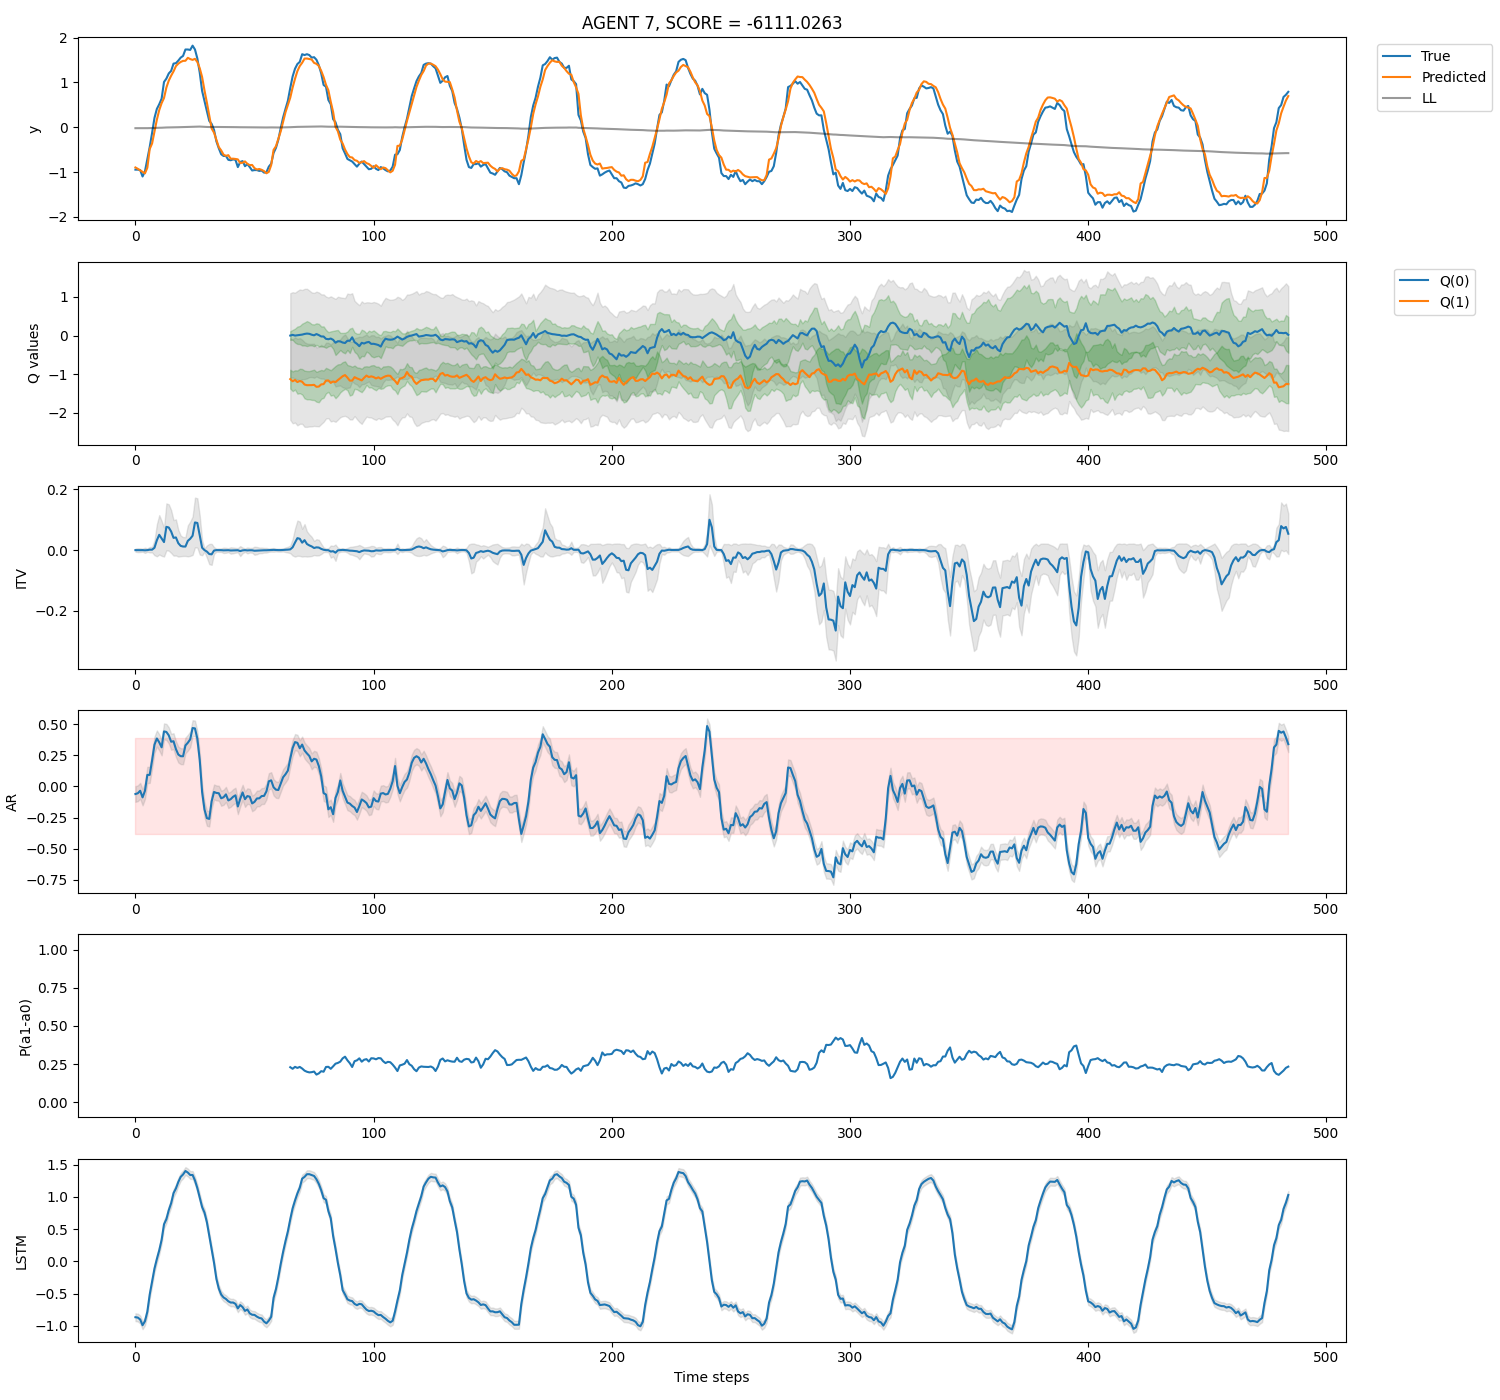 AGENT 7, SCORE = -6111.0263
2
1
0
−1
−2
y
0 100 200 300 400 500
True
Predicted
LL
1
0
−1
−2
Q values
0 100 200 300 400 500
Q(0)
Q(1)
0.2
0.0
−0.2
ITV
0 100 200 300 400 500
0.50
0.25
0.00
−0.25
−0.50
−0.75
AR
0 100 200 300 400 500
1.00
0.75
0.50
0.25
0.00
P(a1-a0)
0 100 200 300 400 500
1.5
1.0
0.5
0.0
−0.5
−1.0
LSTM
0 100 200 300 400 500
Time steps